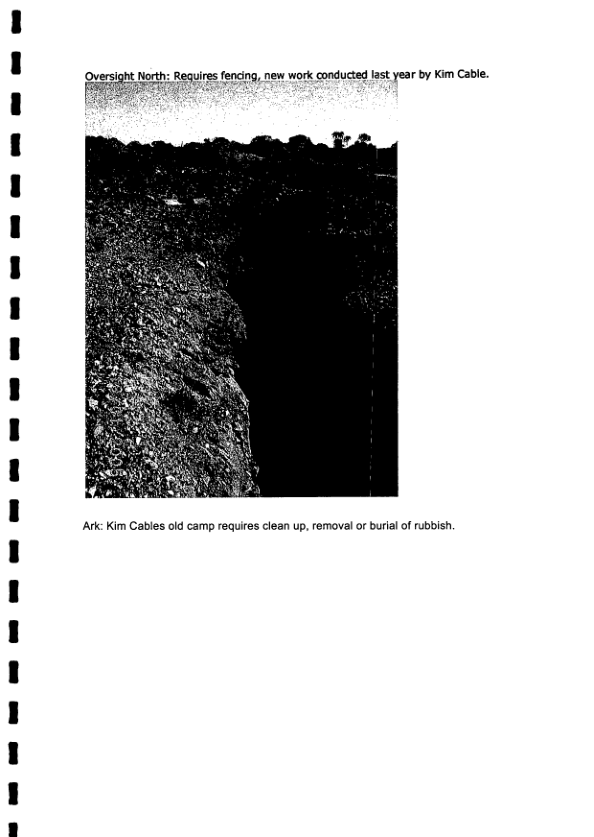 Oversight North: Requires fencing, new work conducted last year by Kim Cable.
Ark: Kim Cables old camp requires clean up, removal or burial of rubbish.